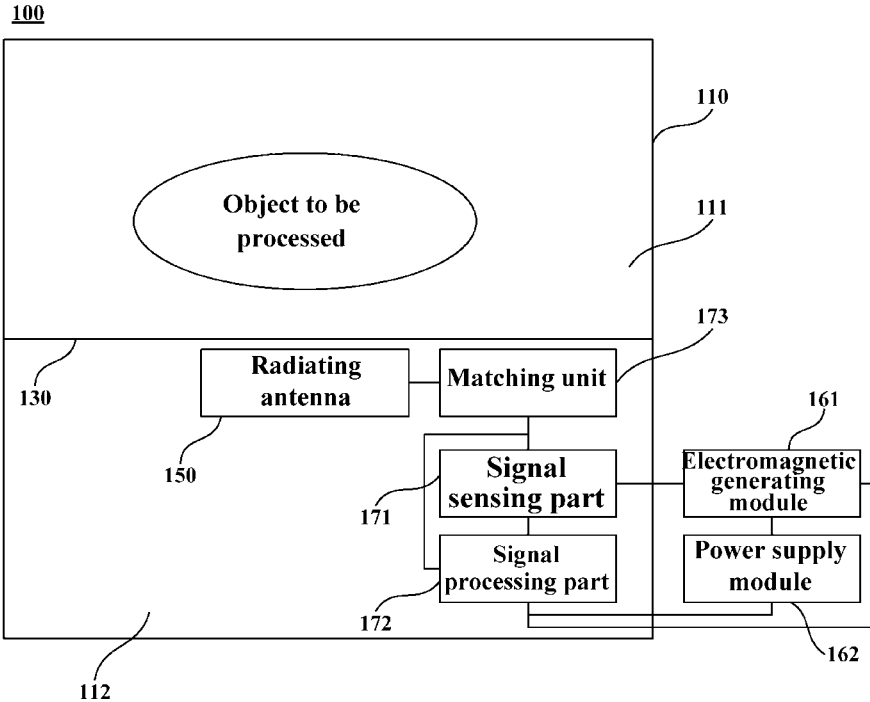 100
110
Object to be
processed
111
173
Radiating
antenna
Matching unit
130
161
150
Signal
sensing part
Electromagnetic
generating
module
171
Signal
processing part
Power supply
module
172
162
112